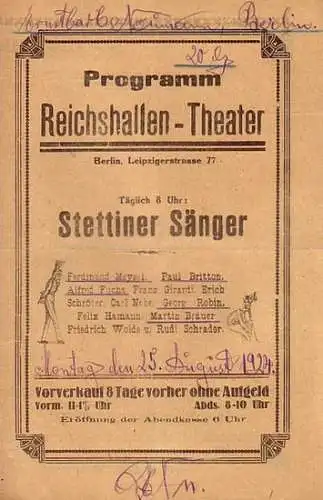 Berlin.
20 Pf
Programm
Reichshallen-Theater
Berlin, Leipzigerstrasse 77
Täglich 8 Uhr:
Stettiner Sänger
Ferdinand Meysel, Paul Britton,
Alfred Fuchs, Franz Girardi, Erich
Schröter, Carl Nebe, Georg Robin,
Felix Hamann, Martin Bräuer
Friedrich Wolde u. Rudi Schrader.
Montag den 25. August 1924.
Vorverkauf 8 Tage vorher ohne Aufgeld
Vorm. 11-1½ Uhr Abds. 8-10 Uhr
Eröffnung der Abendkasse 6 Uhr